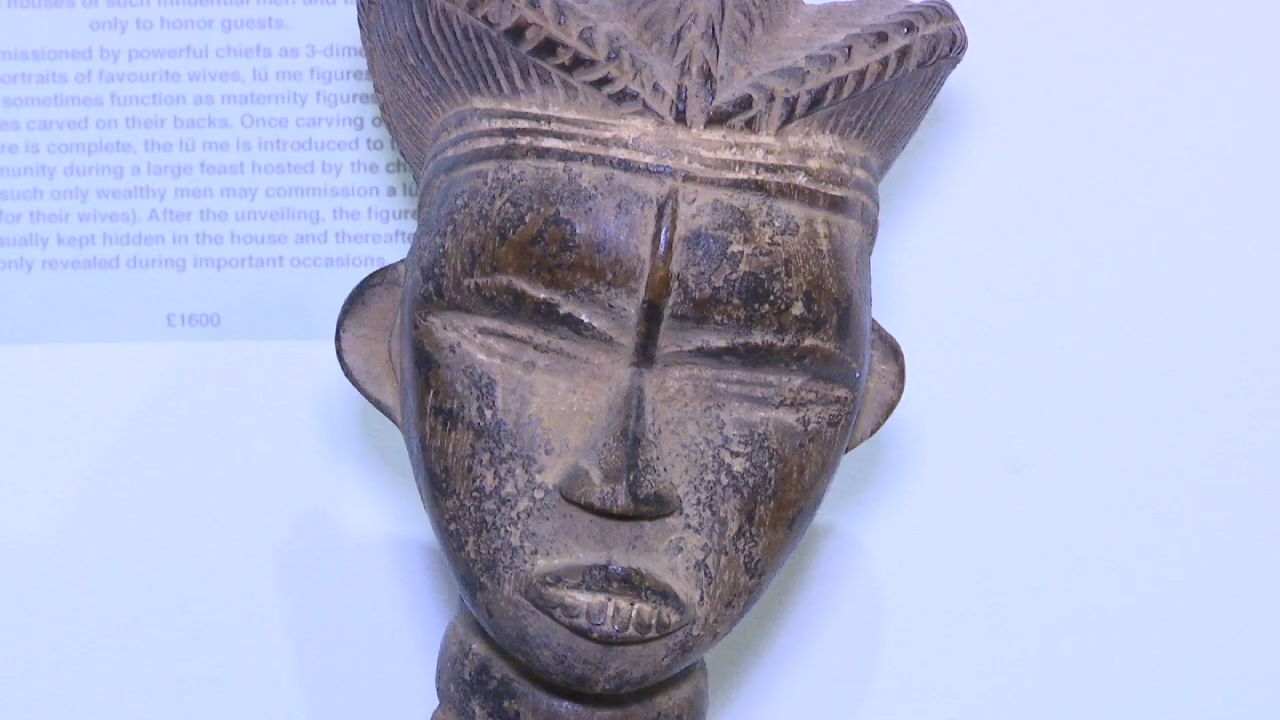 houses of such influential men and
only to honor guests.
missioned by powerful chiefs as 3-dime
ortraits of favourite wives, lü me figures
sometimes function as maternity figures
es carved on their backs. Once carving o
re is complete, the lü me is introduced to t
munity during a large feast hosted by the ch
such only wealthy men may commission a lü
for their wives). After the unveiling, the figure
sually kept hidden in the house and thereafte
only revealed during important occasions.
£1600